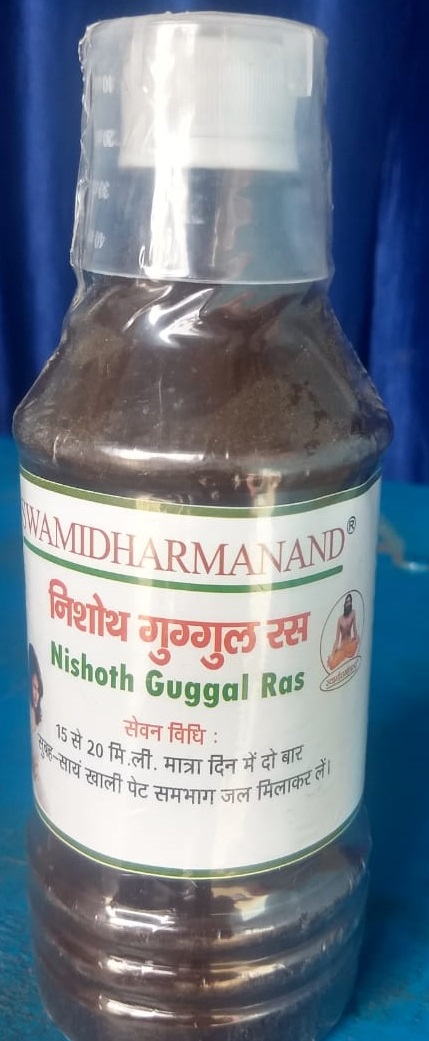 SWAMIDHARMANAND®
निशोथ गुग्गुल रस
Nishoth Guggal Ras
सेवन विधि :
15 से 20 मि.ली. मात्रा दिन में दो बार
सुबह-सायं खाली पेट समभाग जल मिलाकर लें।